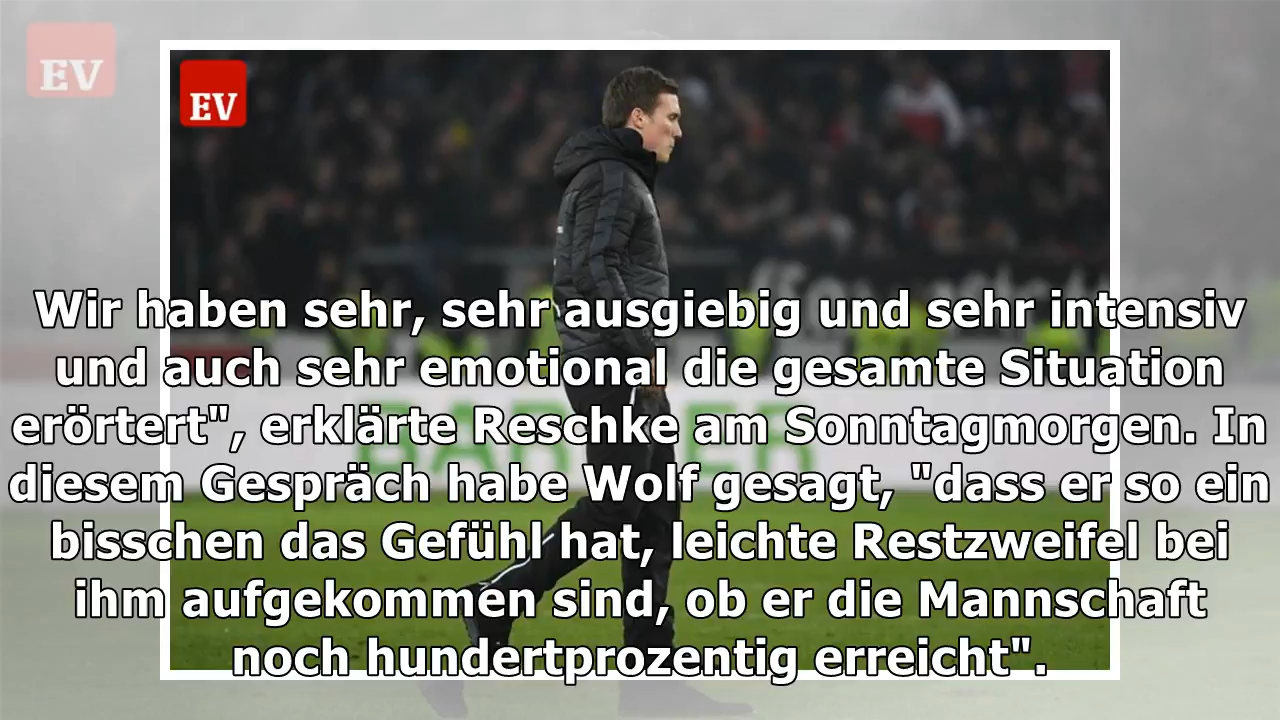 EV
EV
Wir haben sehr, sehr ausgiebig und sehr intensiv
und auch sehr emotional die gesamte Situation
erörtert", erklärte Reschke am Sonntagmorgen. In
diesem Gespräch habe Wolf gesagt, "dass er so ein
bisschen das Gefühl hat, leichte Restzweifel bei
ihm aufgekommen sind, ob er die Mannschaft
noch hundertprozentig erreicht".